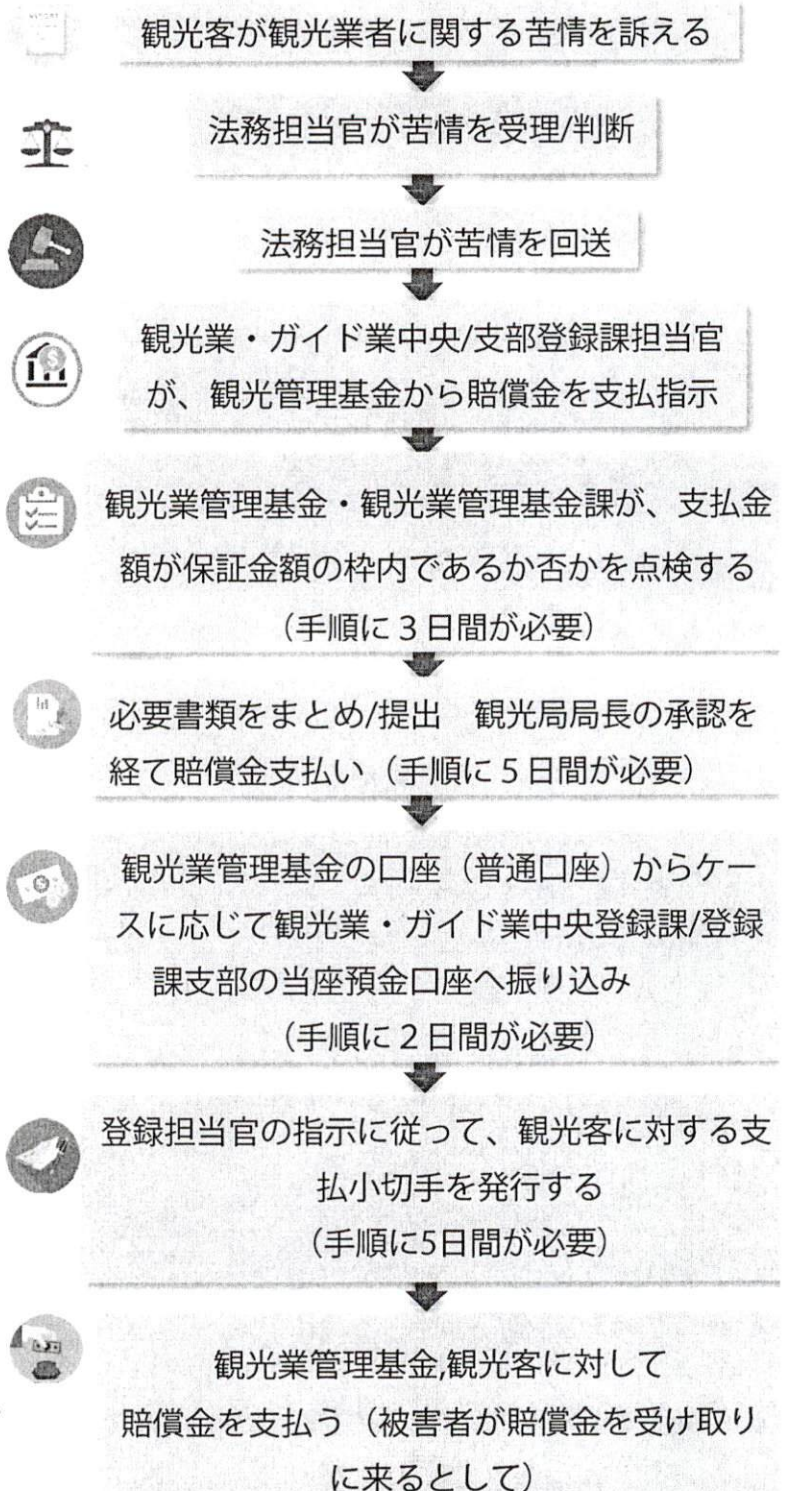 観光客が観光業者に関する苦情を訴える
法務担当官が苦情を受理/判断
法務担当官が苦情を回送
観光業・ガイド業中央/支部登録課担当官
が、観光管理基金から賠償金を支払指示
観光業管理基金・観光業管理基金課が、支払金
額が保証金額の枠内であるか否かを点検する
（手順に３日間が必要）
必要書類をまとめ/提出　観光局局長の承認を
経て賠償金支払い（手順に５日間が必要）
観光業管理基金の口座（普通口座）からケー
スに応じて観光業・ガイド業中央登録課/登録
課支部の当座預金口座へ振り込み
（手順に２日間が必要）
登録担当官の指示に従って、観光客に対する支
払小切手を発行する
（手順に5日間が必要）
観光業管理基金,観光客に対して
賠償金を支払う（被害者が賠償金を受け取り
に来るとして）